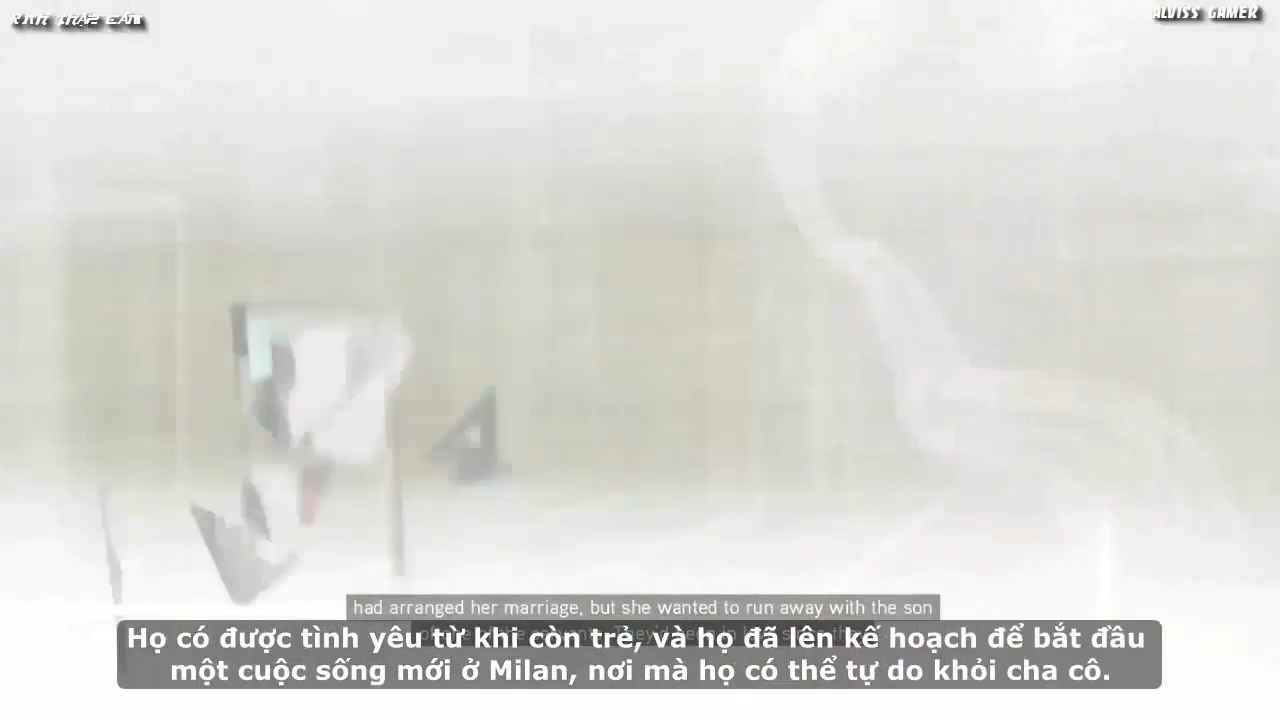 ALVISS GAMER
had arranged her marriage, but she wanted to run away with the son
Họ có được tình yêu từ khi còn trẻ, và họ đã lên kế hoạch để bắt đầu
một cuộc sống mới ở Milan, nơi mà họ có thể tự do khỏi cha cô.